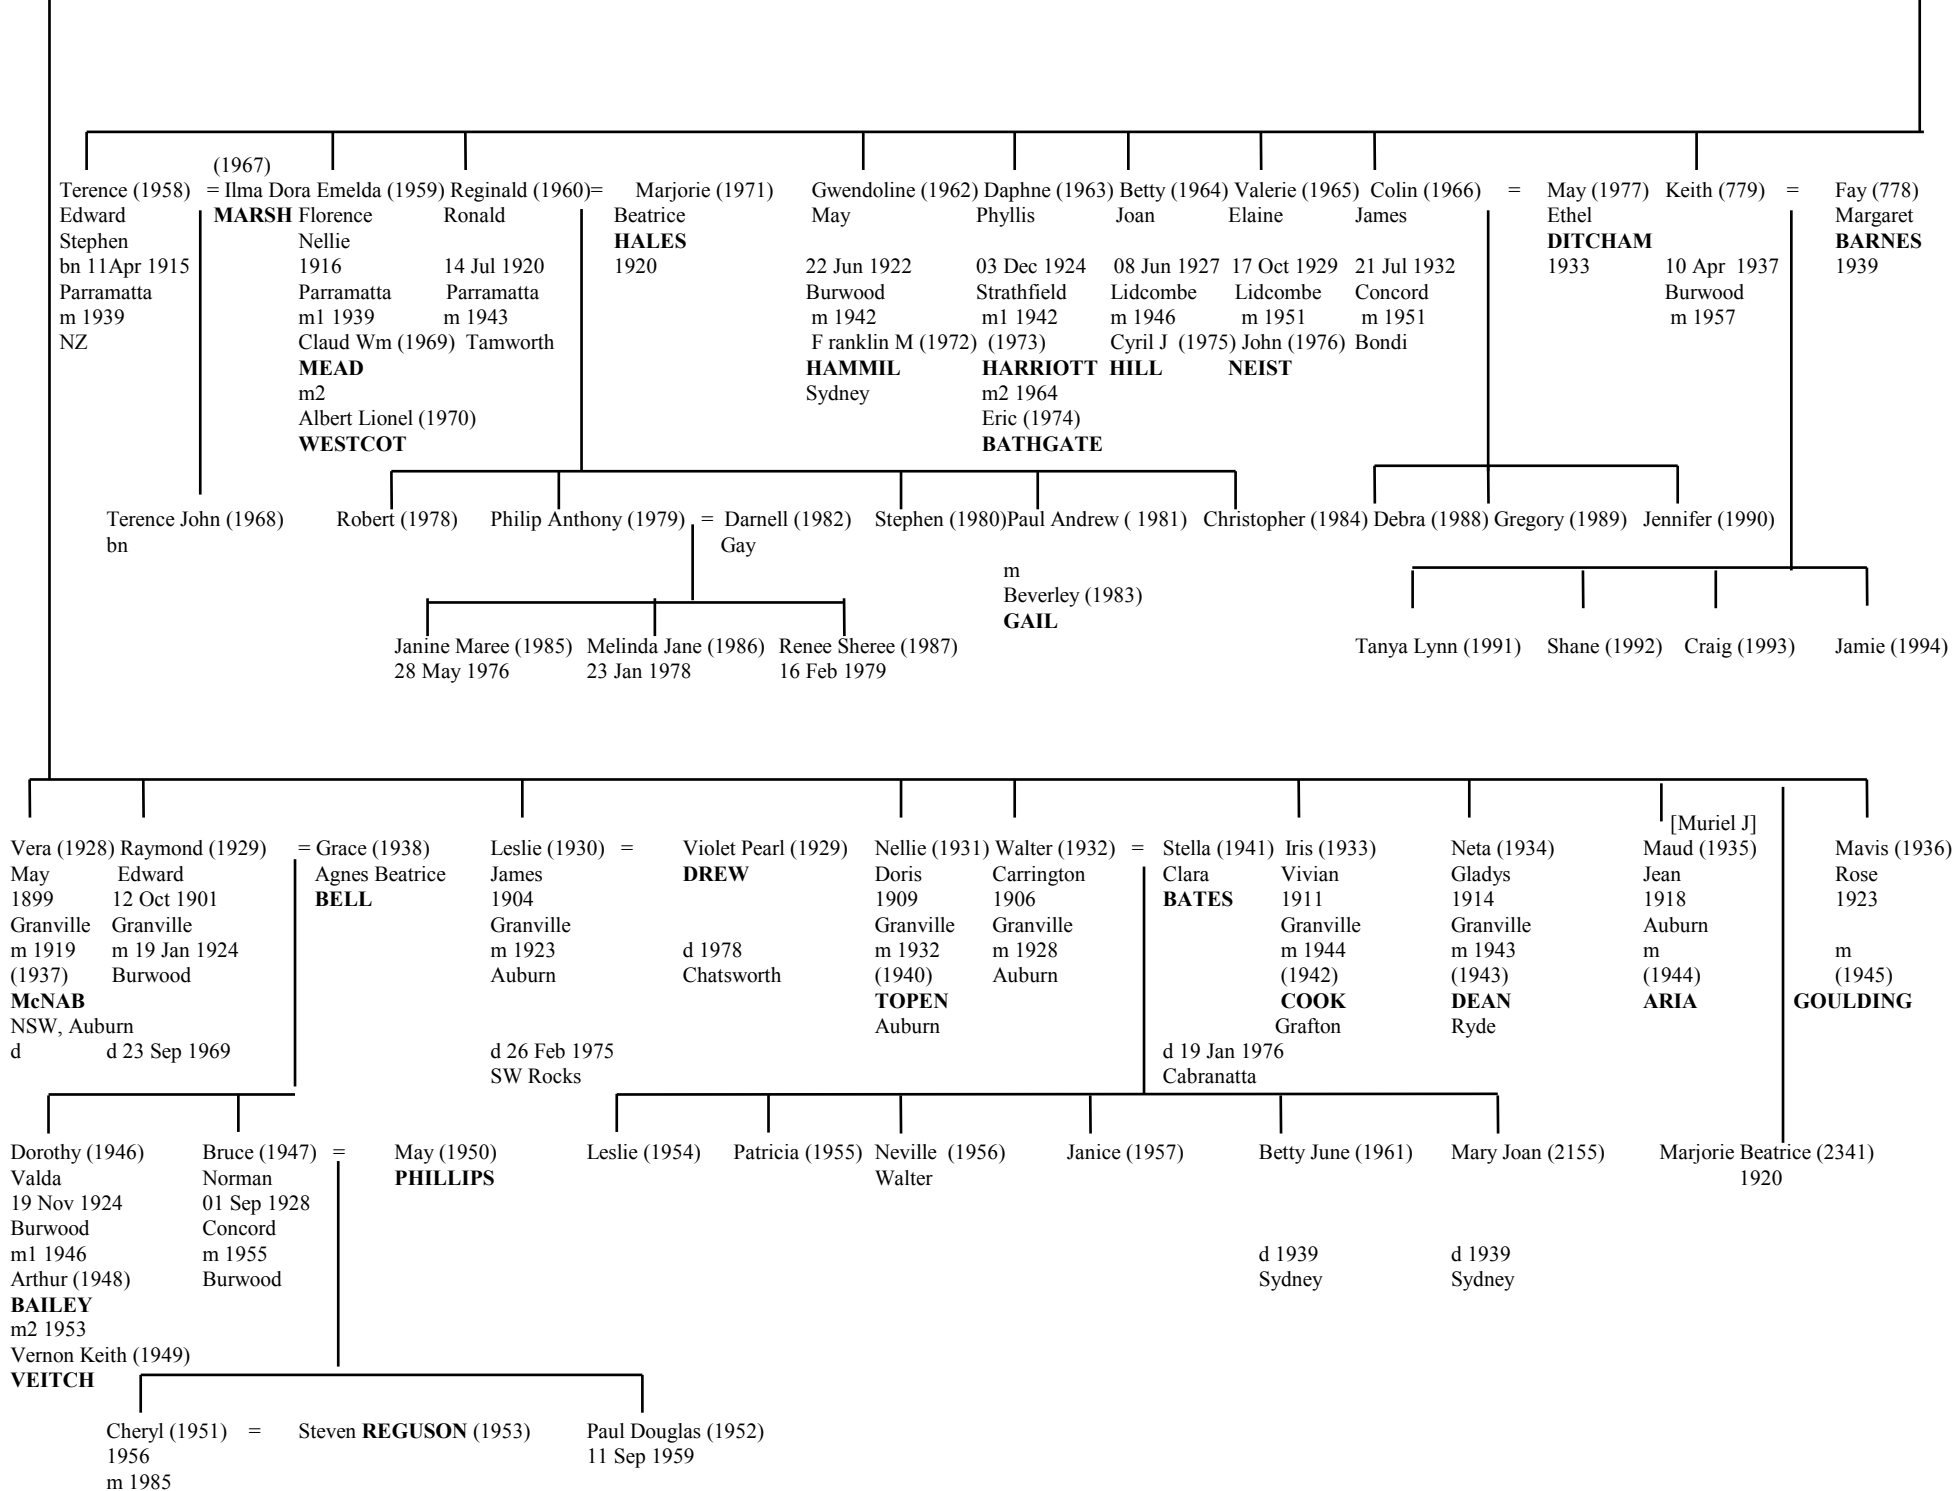 (1967)
Terence (1958) = Ilma Dora Emelda (1959) Reginald (1960)= Marjorie (1971) Gwendoline (1962) Daphne (1963) Betty (1964) Valerie (1965) Colin (1966) = May (1977) Keith (779) = Fay (778)
Edward MARSH Florence Ronald Beatrice May Phyllis Joan Elaine James Ethel Margaret
Stephen Nellie HALES DITCHAM BARNES
bn 11Apr 1915 1916 14 Jul 1920 1920 22 Jun 1922 03 Dec 1924 08 Jun 1927 17 Oct 1929 21 Jul 1932 1933 10 Apr 1937 1939
Parramatta Parramatta Parramatta Burwood Strathfield Lidcombe Lidcombe Concord Burwood
m 1939 m1 1939 m 1943 m 1942 m1 1942 m 1946 m 1951 m 1951 m 1957
NZ Claud Wm (1969) Tamworth F ranklin M (1972) (1973) Cyril J (1975) John (1976) Bondi
MEAD HAMMIL HARRIOTT HILL NEIST
m2 Sydney m2 1964
Albert Lionel (1970) Eric (1974)
WESTCOT BATHGATE
Terence John (1968) Robert (1978) Philip Anthony (1979) = Darnell (1982) Stephen (1980)Paul Andrew ( 1981) Christopher (1984) Debra (1988) Gregory (1989) Jennifer (1990)
bn Gay
m
Beverley (1983)
GAIL
Janine Maree (1985) Melinda Jane (1986) Renee Sheree (1987) Tanya Lynn (1991) Shane (1992) Craig (1993) Jamie (1994)
28 May 1976 23 Jan 1978 16 Feb 1979
[Muriel J]
Vera (1928) Raymond (1929) = Grace (1938) Leslie (1930) = Violet Pearl (1929) Nellie (1931) Walter (1932) = Stella (1941) Iris (1933) Neta (1934) Maud (1935) Mavis (1936)
May Edward Agnes Beatrice James DREW Doris Carrington Clara Vivian Gladys Jean Rose
1899 12 Oct 1901 BELL 1904 1909 1906 BATES 1911 1914 1918 1923
Granville Granville Granville Granville Granville Granville Granville Auburn
m 1919 m 19 Jan 1924 m 1923 d 1978 m 1932 m 1928 m 1944 m 1943 m m
(1937) Burwood Auburn Chatsworth (1940) Auburn (1942) (1943) (1944) (1945)
McNAB TOPEN COOK DEAN ARIA GOULDING
NSW, Auburn Auburn Grafton Ryde
d d 23 Sep 1969 d 26 Feb 1975 d 19 Jan 1976
SW Rocks Cabranatta
Dorothy (1946) Bruce (1947) = May (1950) Leslie (1954) Patricia (1955) Neville (1956) Janice (1957) Betty June (1961) Mary Joan (2155) Marjorie Beatrice (2341)
Valda Norman PHILLIPS Walter 1920
19 Nov 1924 01 Sep 1928
Burwood Concord
m1 1946 m 1955 d 1939 d 1939
Arthur (1948) Burwood Sydney Sydney
BAILEY
m2 1953
Vernon Keith (1949)
VEITCH
Cheryl (1951) = Steven REGUSON (1953) Paul Douglas (1952)
1956 11 Sep 1959
m 1985